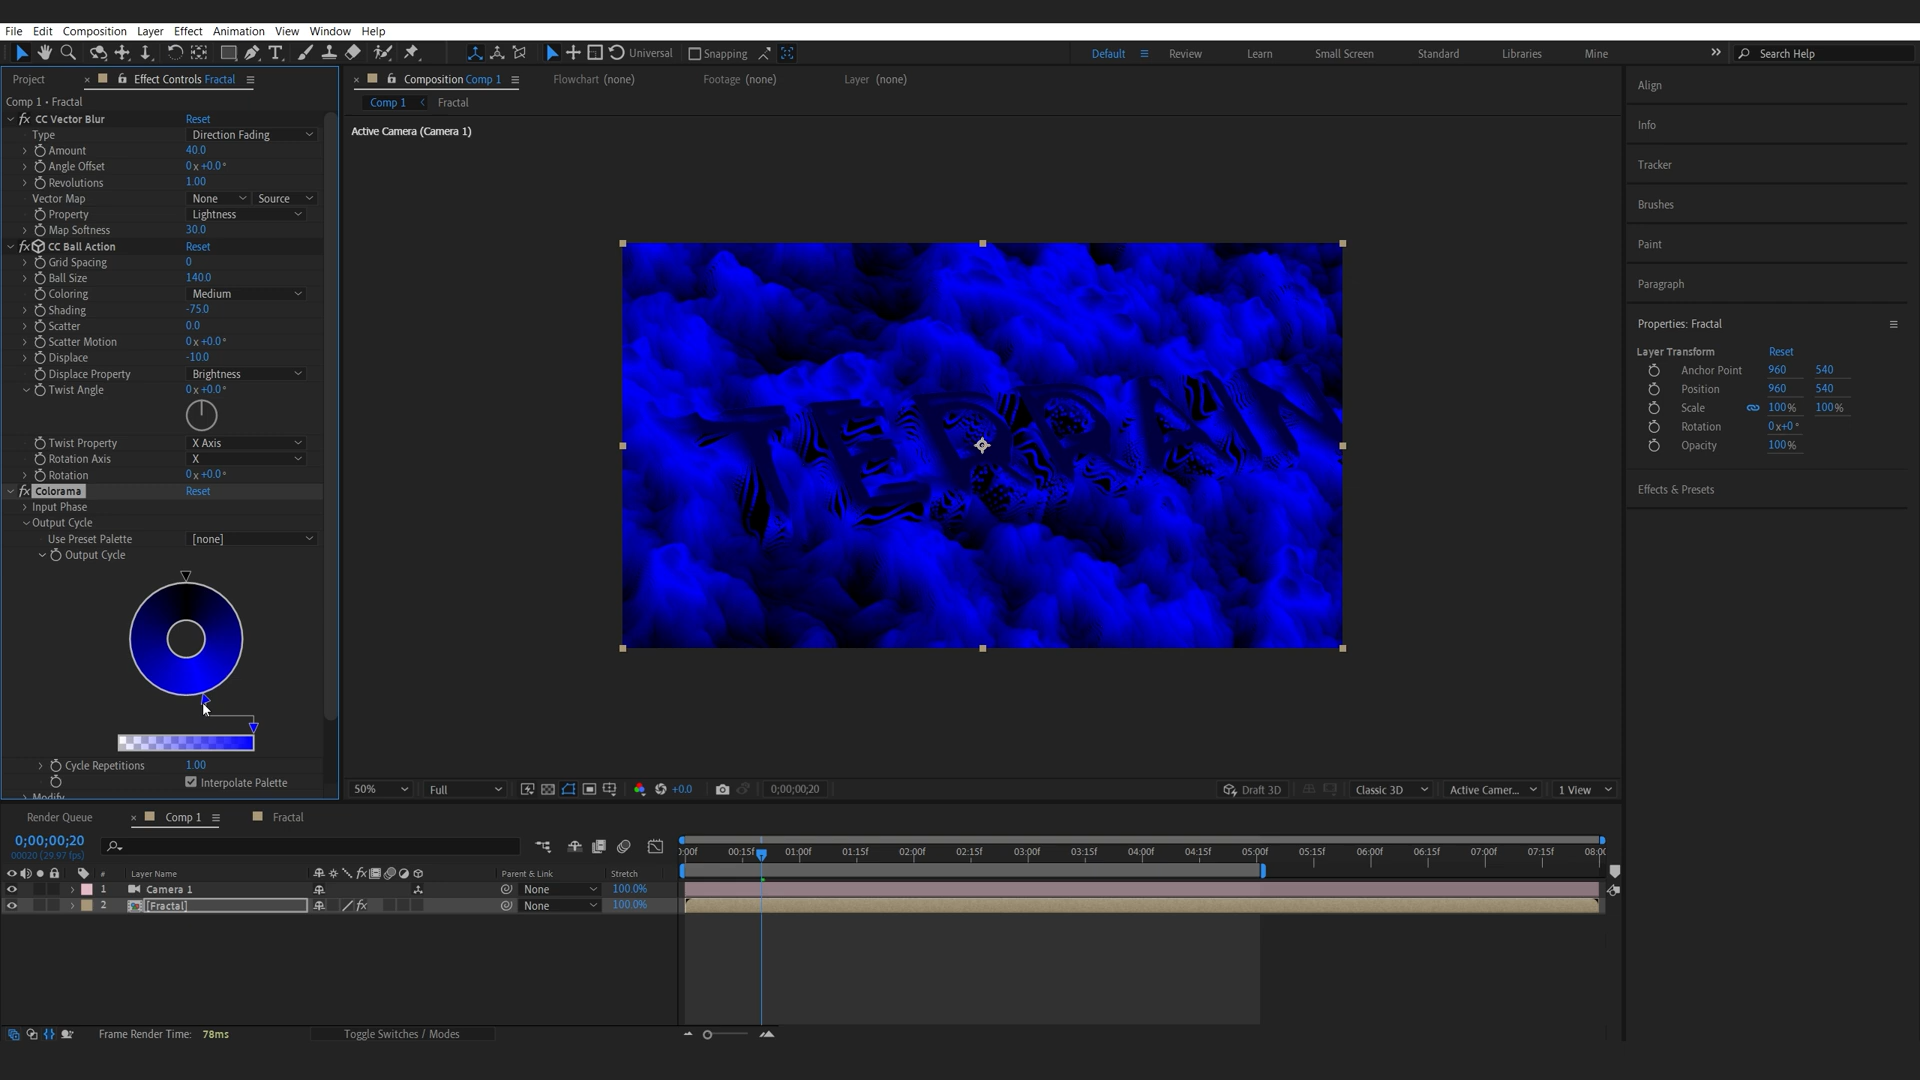 File Edit Composition Layer Effect Animation View Window Help
Universal Snapping Default Review Learn Small Screen Standard Libraries Mine Search Help
Project Effect Controls Fractal
Composition Comp 1 Flowchart (none) Footage (none) Layer (none)
Comp 1 • Fractal
Comp 1 Fractal
Active Camera (Camera 1)
fx CC Vector Blur Reset
Type Direction Fading
Amount 40.0
Angle Offset 0x+0.0°
Revolutions 1.00
Vector Map None Source
Property Lightness
Map Softness 30.0
fx CC Ball Action Reset
Grid Spacing 0
Ball Size 140.0
Coloring Medium
Shading -75.0
Scatter 0.0
Scatter Motion 0x+0.0°
Displace -10.0
Displace Property Brightness
Twist Angle 0x+0.0°
Twist Property X Axis
Rotation Axis X
Rotation 0x+0.0°
fx Colorama Reset
Input Phase
Output Cycle
Use Preset Palette [none]
Output Cycle
Cycle Repetitions 1.00
Interpolate Palette
Modify
50% Full +0.0 0;00;00;20 Draft 3D Classic 3D Active Camer... 1 View
Align
Info
Tracker
Brushes
Paint
Paragraph
Properties: Fractal
Layer Transform Reset
Anchor Point 960 540
Position 960 540
Scale 100% 100%
Rotation 0x+0°
Opacity 100%
Effects & Presets
Render Queue Comp 1 Fractal
0;00;00;20
00020 (29.97 fps)
00f 00:15f 01:00f 01:15f 02:00f 02:15f 03:00f 03:15f 04:00f 04:15f 05:00f 05:15f 06:00f 06:15f 07:00f 07:15f 08:00
# Layer Name fx Parent & Link Stretch
1 Camera 1 None 100.0%
2 [Fractal] fx None 100.0%
Frame Render Time: 78ms Toggle Switches / Modes